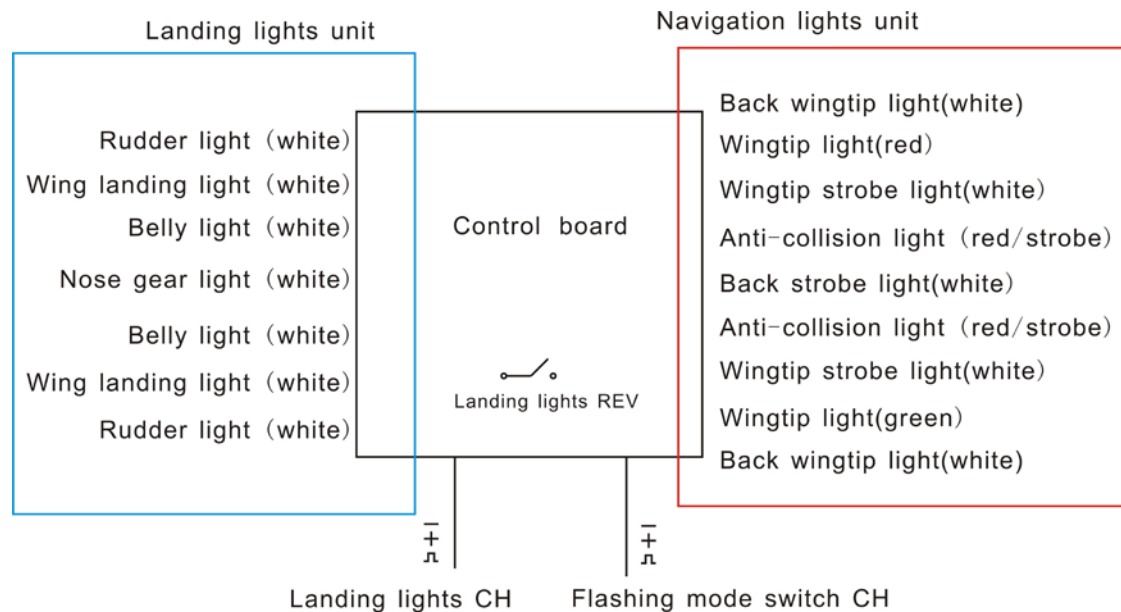 Landing lights unit
Navigation lights unit
Rudder light (white)
Wing landing light (white)
Belly light (white)
Nose gear light (white)
Belly light (white)
Wing landing light (white)
Rudder light (white)
Control board
Landing lights REV
Back wingtip light(white)
Wingtip light(red)
Wingtip strobe light(white)
Anti-collision light (red/strobe)
Back strobe light(white)
Anti-collision light (red/strobe)
Wingtip strobe light(white)
Wingtip light(green)
Back wingtip light(white)
Landing lights CH
Flashing mode switch CH